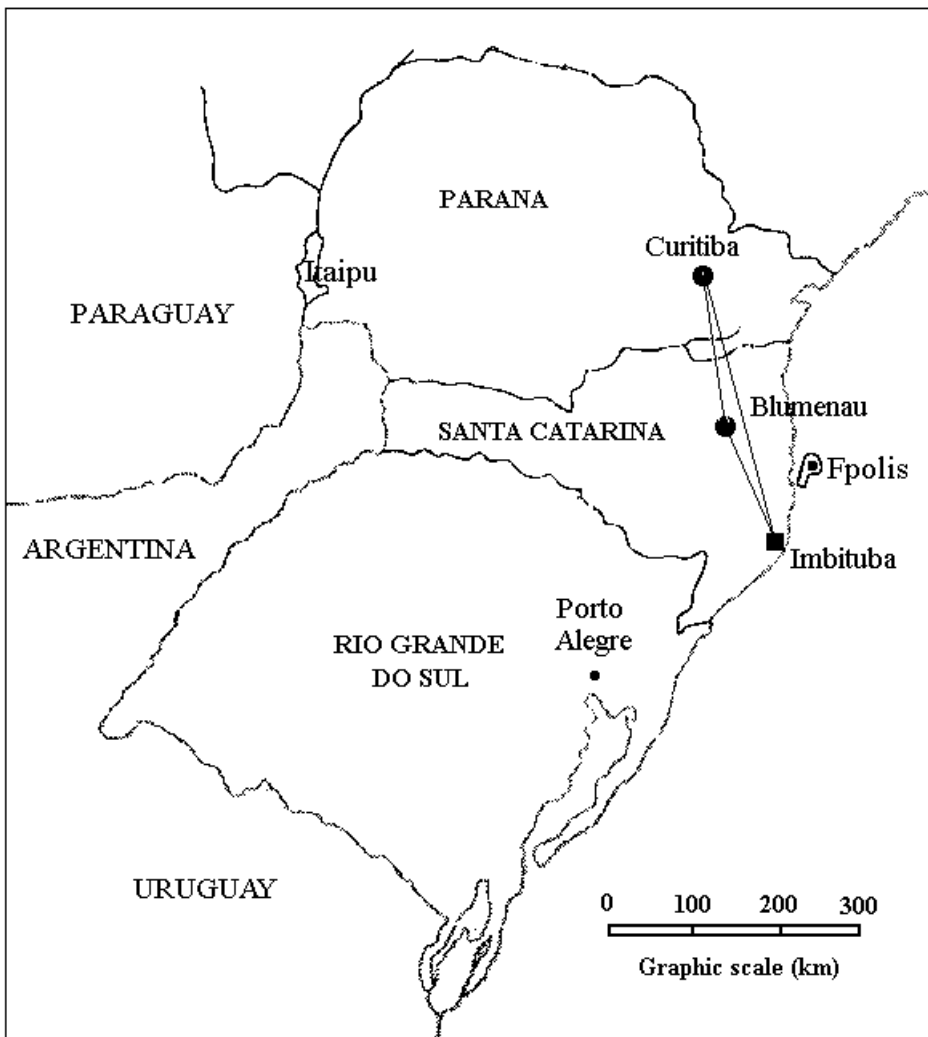 PARANA
Curitiba
Itaipu
PARAGUAY
Blumenau
SANTA CATARINA
Fpolis
ARGENTINA
Imbituba
Porto
Alegre
RIO GRANDE
DO SUL
URUGUAY
0 100 200 300
Graphic scale (km)